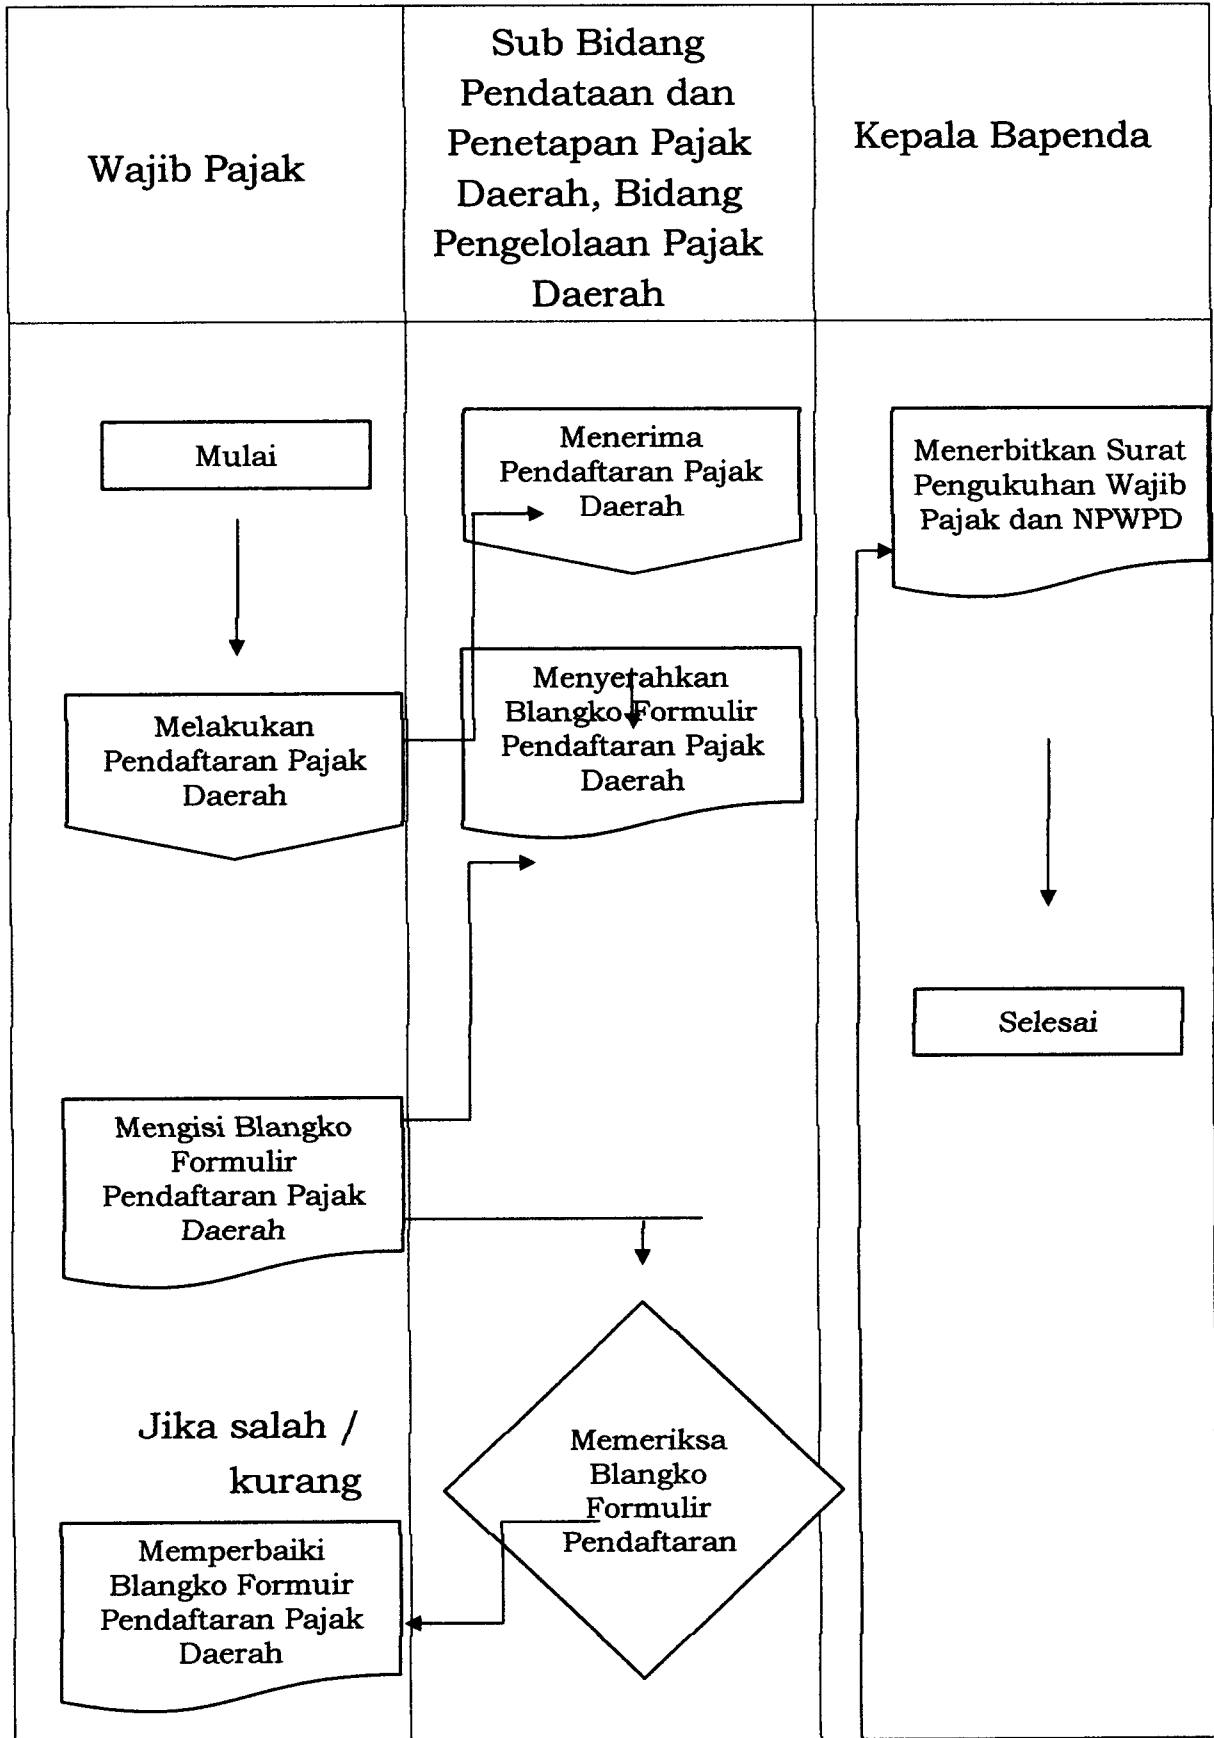 Wajib Pajak
Sub Bidang
Pendataan dan
Penetapan Pajak
Daerah, Bidang
Pengelolaan Pajak
Daerah
Kepala Bapenda
Mulai
Melakukan
Pendaftaran Pajak
Daerah
Mengisi Blangko
Formulir
Pendaftaran Pajak
Daerah
Jika salah /
kurang
Memperbaiki
Blangko Formuir
Pendaftaran Pajak
Daerah
Menerima
Pendaftaran Pajak
Daerah
Menyerahkan
Blangko Formulir
Pendaftaran Pajak
Daerah
Memeriksa
Blangko
Formulir
Pendaftaran
Menerbitkan Surat
Pengukuhan Wajib
Pajak dan NPWPD
Selesai